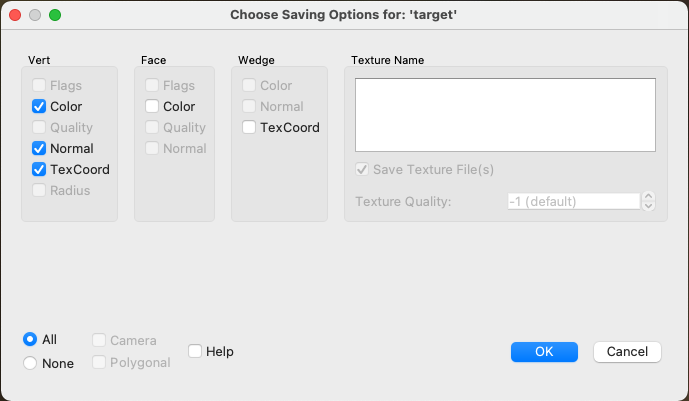 Choose Saving Options for: 'target'
Vert
Flags
Color
Quality
Normal
TexCoord
Radius
Face
Flags
Color
Quality
Normal
Wedge
Color
Normal
TexCoord
Texture Name
Save Texture File(s)
Texture Quality: -1 (default)
All
None
Camera
Polygonal
Help
OK
Cancel